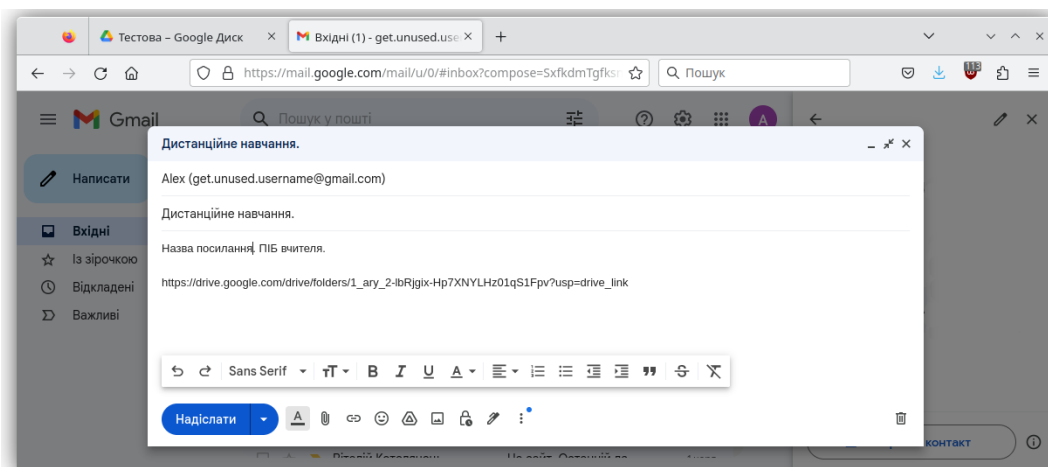 Тестова – Google Диск
Вхідні (1) - get.unused.use
https://mail.google.com/mail/u/0/#inbox?compose=SxfkdmTgfksr
Пошук
113
Gmail
Пошук у пошті
A
Дистанційне навчання.
Alex (get.unused.username@gmail.com)
Написати
Дистанційне навчання.
Вхідні
Назва посилання, ПІБ вчителя.
Із зірочкою
https://drive.google.com/drive/folders/1_ary_2-lbRjgix-Hp7XNYLHz01qS1Fpv?usp=drive_link
Відкладені
Важливі
Sans Serif
Надіслати
контакт